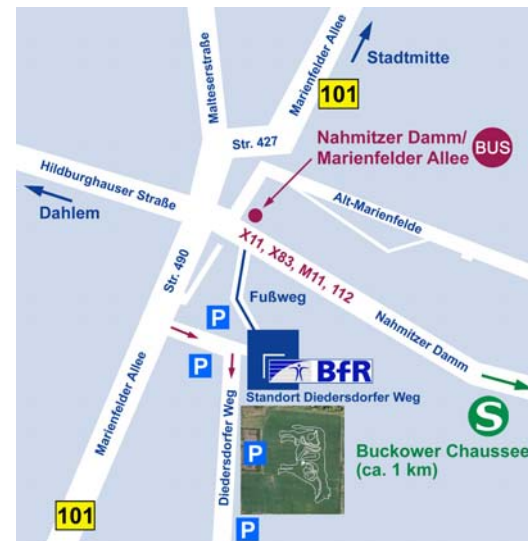 Stadtmitte
Marienfelder Allee
101
Malteserstraße
Str. 427
Nahmitzer Damm/
Marienfelder Allee
BUS
Hildburghauser Straße
Dahlem
Alt-Marienfelde
X11, X83, M11, 112
Str. 490
Fußweg
P
P
Nahmitzer Damm
BfR
Standort Diedersdorfer Weg
S
Marienfelder Allee
Diedersdorfer Weg
P
Buckower Chaussee
(ca. 1 km)
101
P